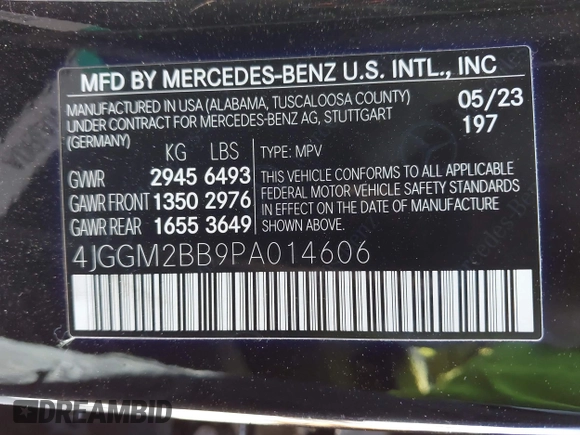 MFD BY MERCEDES-BENZ U.S. INTL., INC
MANUFACTURED IN USA (ALABAMA, TUSCALOOSA COUNTY)
UNDER CONTRACT FOR MERCEDES-BENZ AG, STUTTGART
(GERMANY)
05/23
197
KG LBS
GVWR 2945 6493
GAWR FRONT 1350 2976
GAWR REAR 1655 3649
TYPE: MPV
THIS VEHICLE CONFORMS TO ALL APPLICABLE
FEDERAL MOTOR VEHICLE SAFETY STANDARDS
IN EFFECT ON THE DATE OF MANUFACTURE
SHOWN ABOVE.
4JGGM2BB9PA014606
DREAMBID